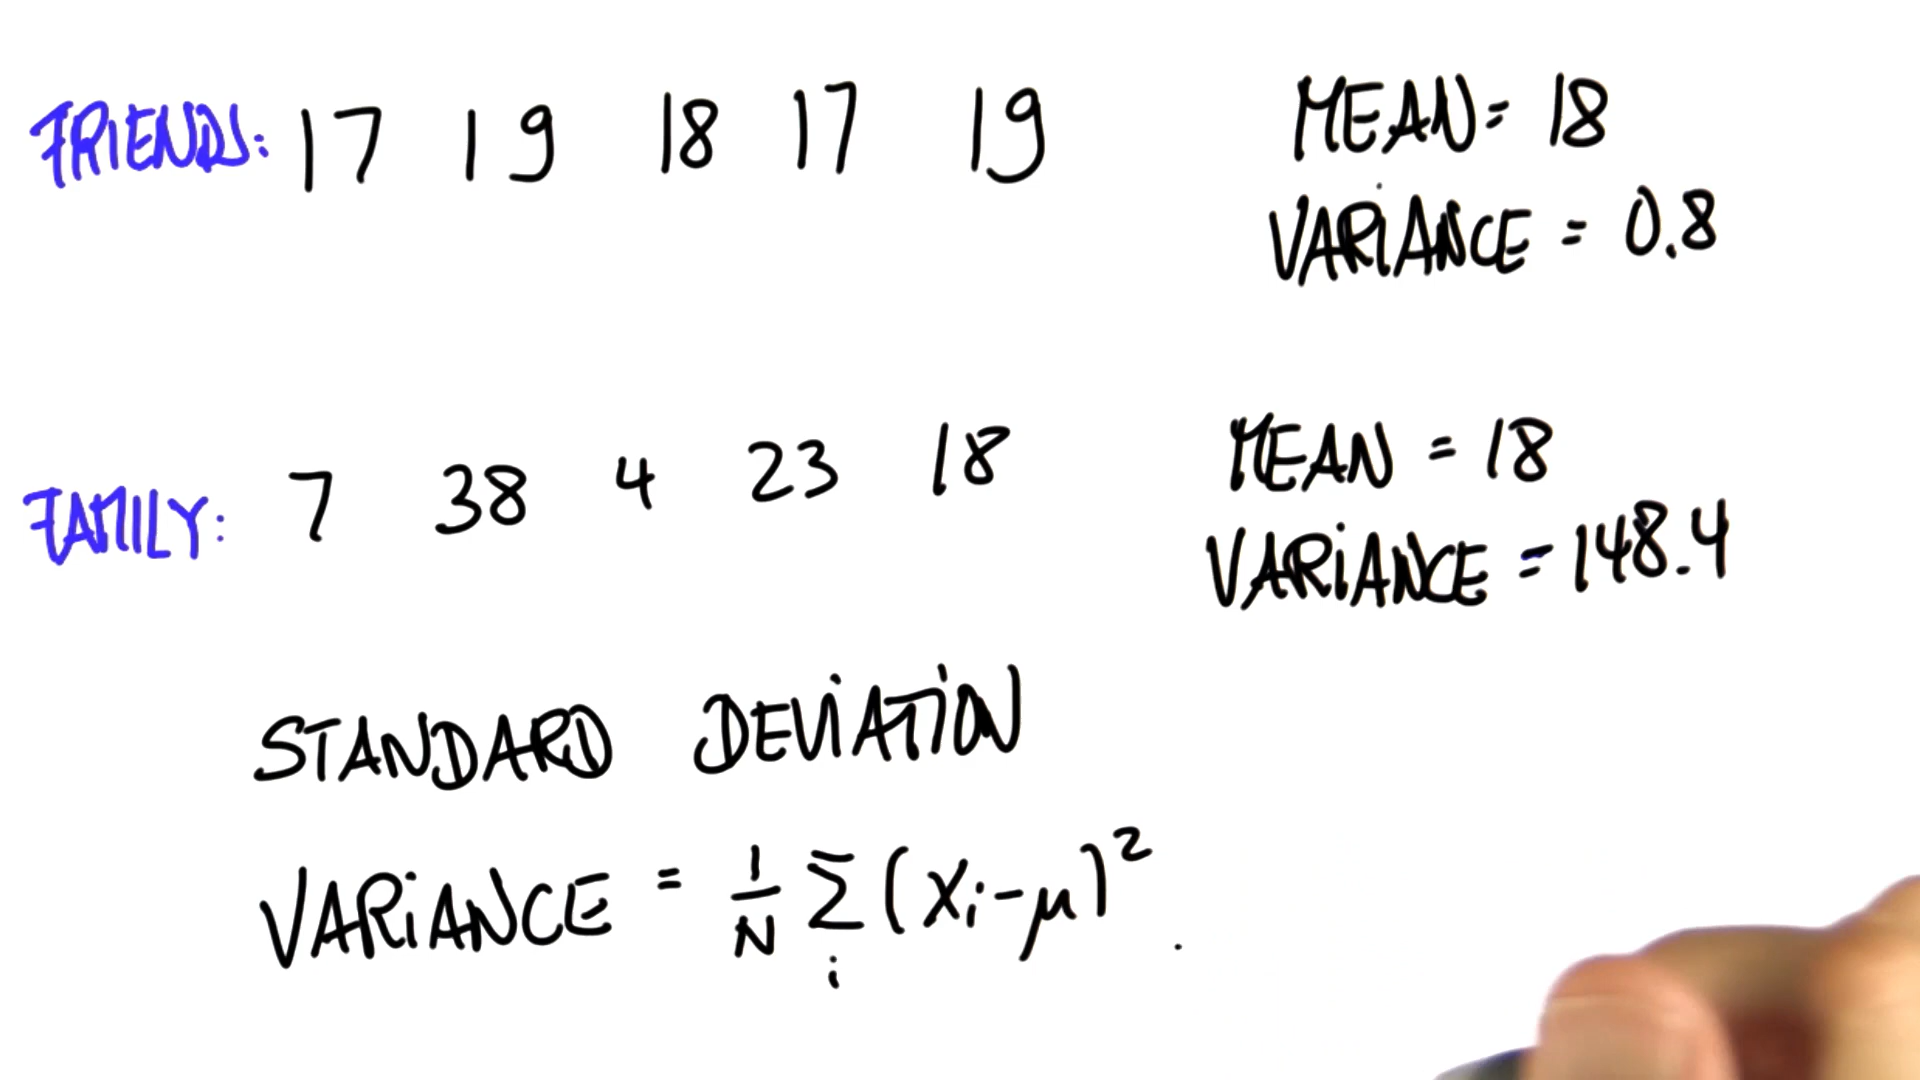 FRIENDS: 17 19 18 17 19
MEAN = 18
VARIANCE = 0.8
FAMILY: 7 38 4 23 18
MEAN = 18
VARIANCE = 148.4
STANDARD DEVIATION
VARIANCE = 1/N Σ_i (Xi - μ)²